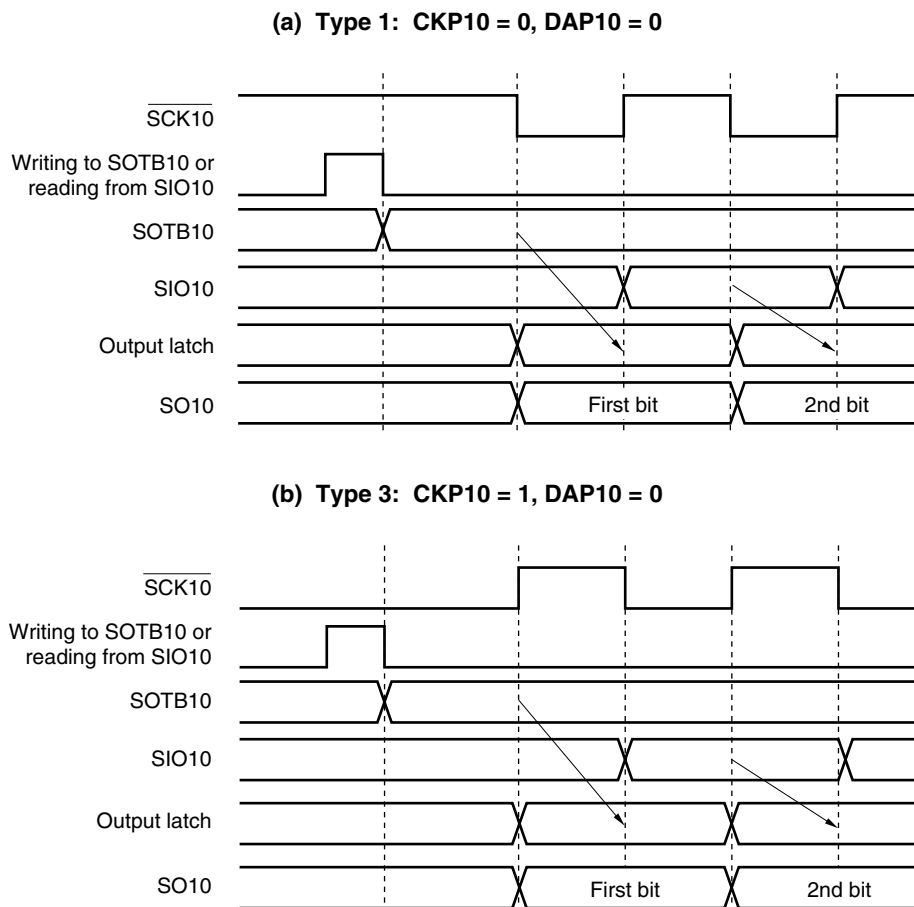 (a) Type 1: CKP10 = 0, DAP10 = 0
SCK10
Writing to SOTB10 or
reading from SIO10
SOTB10
SIO10
Output latch
SO10
First bit
2nd bit
(b) Type 3: CKP10 = 1, DAP10 = 0
SCK10
Writing to SOTB10 or
reading from SIO10
SOTB10
SIO10
Output latch
SO10
First bit
2nd bit